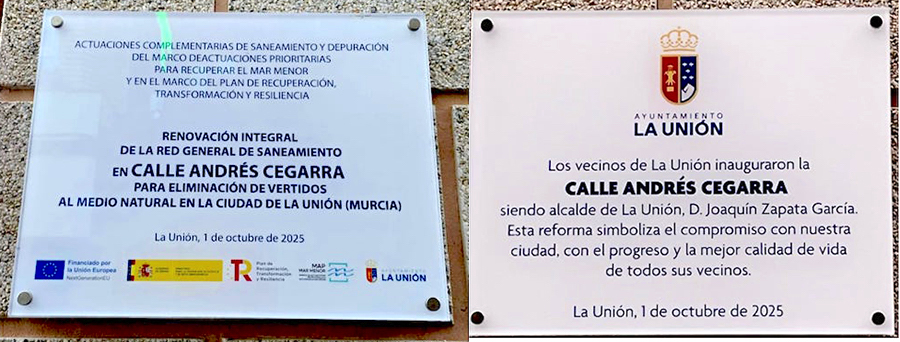 ACTUACIONES COMPLEMENTARIAS DE SANEAMIENTO Y DEPURACIÓN
DEL MARCO DEACTUACIONES PRIORITARIAS
PARA RECUPERAR EL MAR MENOR
Y EN EL MARCO DEL PLAN DE RECUPERACIÓN,
TRANSFORMACIÓN Y RESILIENCIA
RENOVACIÓN INTEGRAL
DE LA RED GENERAL DE SANEAMIENTO
EN CALLE ANDRÉS CEGARRA
PARA ELIMINACIÓN DE VERTIDOS
AL MEDIO NATURAL EN LA CIUDAD DE LA UNIÓN (MURCIA)
La Unión, 1 de octubre de 2025
Financiado por
la Unión Europea
NextGenerationEU
Plan de
Recuperación,
Transformación
y Resiliencia
MAP
MAR MENOR
AYUNTAMIENTO
LA UNIÓN
AYUNTAMIENTO
LA UNIÓN
Los vecinos de La Unión inauguraron la
CALLE ANDRÉS CEGARRA
siendo alcalde de La Unión, D. Joaquín Zapata García.
Esta reforma simboliza el compromiso con nuestra
ciudad, con el progreso y la mejor calidad de vida
de todos sus vecinos.
La Unión, 1 de octubre de 2025